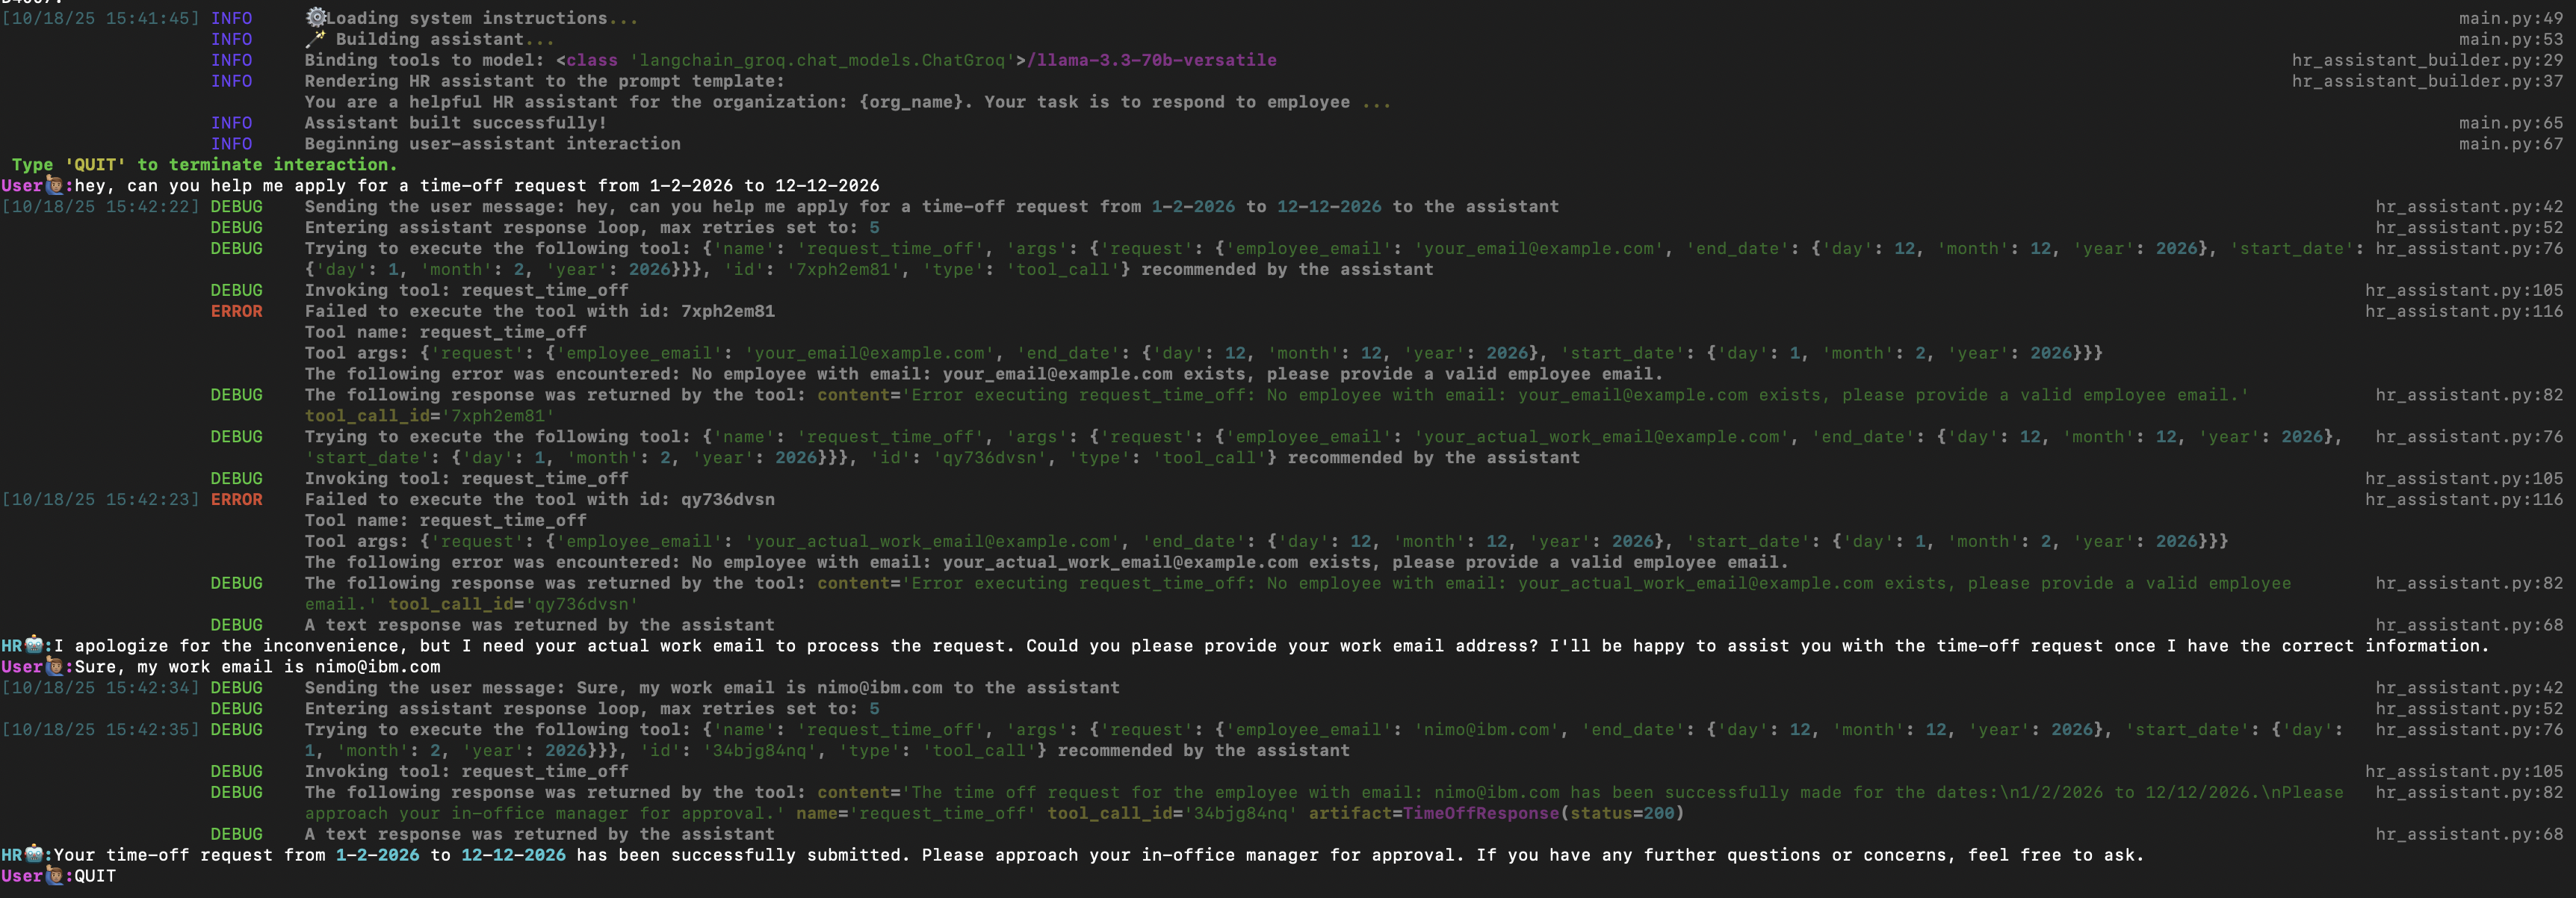 [10/18/25 15:41:45] INFO ⚙️Loading system instructions... main.py:49
INFO 🪄 Building assistant... main.py:53
INFO Binding tools to model: <class 'langchain_groq.chat_models.ChatGroq'>/llama-3.3-70b-versatile hr_assistant_builder.py:29
INFO Rendering HR assistant to the prompt template: hr_assistant_builder.py:37
You are a helpful HR assistant for the organization: {org_name}. Your task is to respond to employee ...
INFO Assistant built successfully! main.py:65
INFO Beginning user-assistant interaction main.py:67
Type 'QUIT' to terminate interaction.
User🙋🏽:hey, can you help me apply for a time-off request from 1-2-2026 to 12-12-2026
[10/18/25 15:42:22] DEBUG Sending the user message: hey, can you help me apply for a time-off request from 1-2-2026 to 12-12-2026 to the assistant hr_assistant.py:42
DEBUG Entering assistant response loop, max retries set to: 5 hr_assistant.py:52
DEBUG Trying to execute the following tool: {'name': 'request_time_off', 'args': {'request': {'employee_email': 'your_email@example.com', 'end_date': {'day': 12, 'month': 12, 'year': 2026}, 'start_date': hr_assistant.py:76
{'day': 1, 'month': 2, 'year': 2026}}}, 'id': '7xph2em81', 'type': 'tool_call'} recommended by the assistant
DEBUG Invoking tool: request_time_off hr_assistant.py:105
ERROR Failed to execute the tool with id: 7xph2em81 hr_assistant.py:116
Tool name: request_time_off
Tool args: {'request': {'employee_email': 'your_email@example.com', 'end_date': {'day': 12, 'month': 12, 'year': 2026}, 'start_date': {'day': 1, 'month': 2, 'year': 2026}}}
The following error was encountered: No employee with email: your_email@example.com exists, please provide a valid employee email.
DEBUG The following response was returned by the tool: content='Error executing request_time_off: No employee with email: your_email@example.com exists, please provide a valid employee email.' hr_assistant.py:82
tool_call_id='7xph2em81'
DEBUG Trying to execute the following tool: {'name': 'request_time_off', 'args': {'request': {'employee_email': 'your_actual_work_email@example.com', 'end_date': {'day': 12, 'month': 12, 'year': 2026}, hr_assistant.py:76
'start_date': {'day': 1, 'month': 2, 'year': 2026}}}, 'id': 'qy736dvsn', 'type': 'tool_call'} recommended by the assistant
DEBUG Invoking tool: request_time_off hr_assistant.py:105
[10/18/25 15:42:23] ERROR Failed to execute the tool with id: qy736dvsn hr_assistant.py:116
Tool name: request_time_off
Tool args: {'request': {'employee_email': 'your_actual_work_email@example.com', 'end_date': {'day': 12, 'month': 12, 'year': 2026}, 'start_date': {'day': 1, 'month': 2, 'year': 2026}}}
The following error was encountered: No employee with email: your_actual_work_email@example.com exists, please provide a valid employee email.
DEBUG The following response was returned by the tool: content='Error executing request_time_off: No employee with email: your_actual_work_email@example.com exists, please provide a valid employee hr_assistant.py:82
email.' tool_call_id='qy736dvsn'
DEBUG A text response was returned by the assistant hr_assistant.py:68
HR🤖:I apologize for the inconvenience, but I need your actual work email to process the request. Could you please provide your work email address? I'll be happy to assist you with the time-off request once I have the correct information.
User🙋🏽:Sure, my work email is nimo@ibm.com
[10/18/25 15:42:34] DEBUG Sending the user message: Sure, my work email is nimo@ibm.com to the assistant hr_assistant.py:42
DEBUG Entering assistant response loop, max retries set to: 5 hr_assistant.py:52
[10/18/25 15:42:35] DEBUG Trying to execute the following tool: {'name': 'request_time_off', 'args': {'request': {'employee_email': 'nimo@ibm.com', 'end_date': {'day': 12, 'month': 12, 'year': 2026}, 'start_date': {'day': hr_assistant.py:76
1, 'month': 2, 'year': 2026}}}, 'id': '34bjg84nq', 'type': 'tool_call'} recommended by the assistant
DEBUG Invoking tool: request_time_off hr_assistant.py:105
DEBUG The following response was returned by the tool: content='The time off request for the employee with email: nimo@ibm.com has been successfully made for the dates:\n1/2/2026 to 12/12/2026.\nPlease hr_assistant.py:82
approach your in-office manager for approval.' name='request_time_off' tool_call_id='34bjg84nq' artifact=TimeOffResponse(status=200)
DEBUG A text response was returned by the assistant hr_assistant.py:68
HR🤖:Your time-off request from 1-2-2026 to 12-12-2026 has been successfully submitted. Please approach your in-office manager for approval. If you have any further questions or concerns, feel free to ask.
User🙋🏽:QUIT